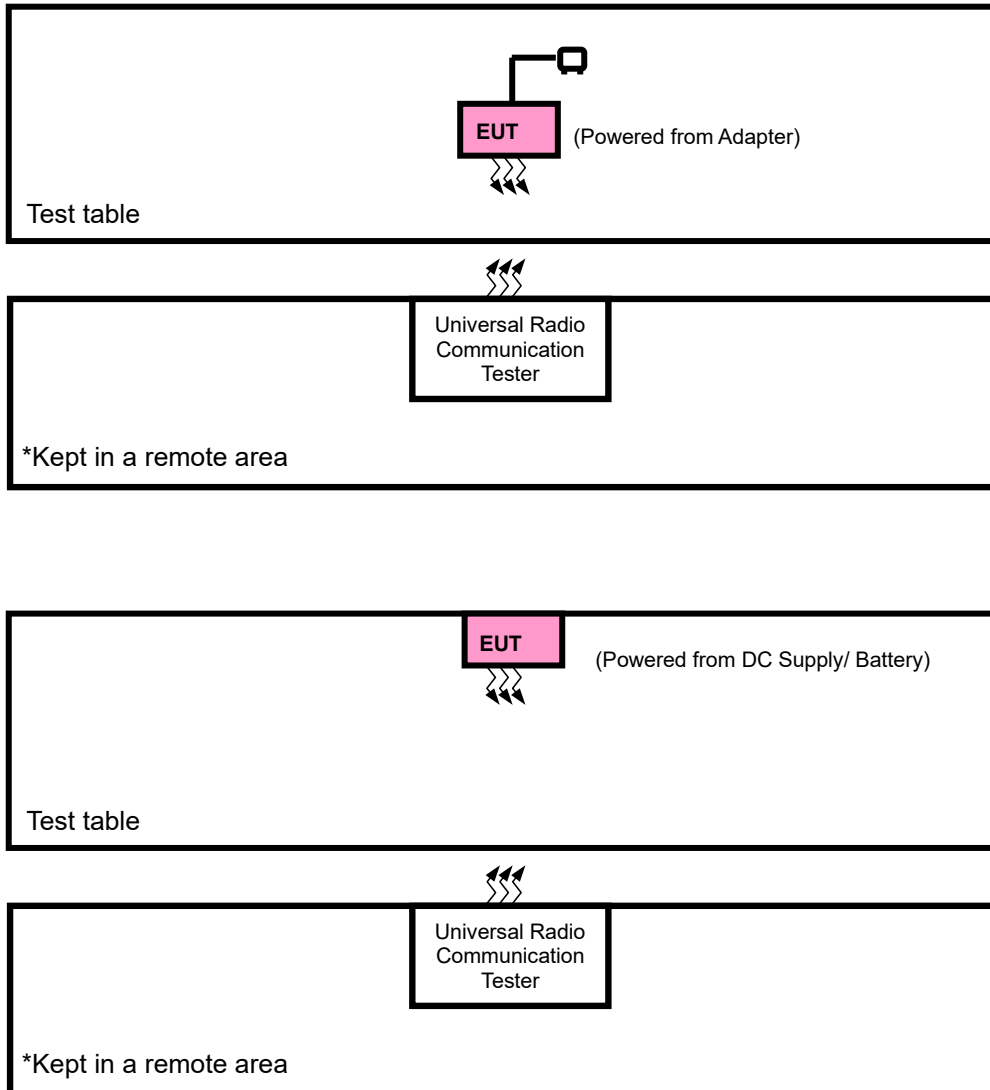 EUT
(Powered from Adapter)
Test table
Universal Radio
Communication
Tester
*Kept in a remote area
EUT
(Powered from DC Supply/ Battery)
Test table
Universal Radio
Communication
Tester
*Kept in a remote area